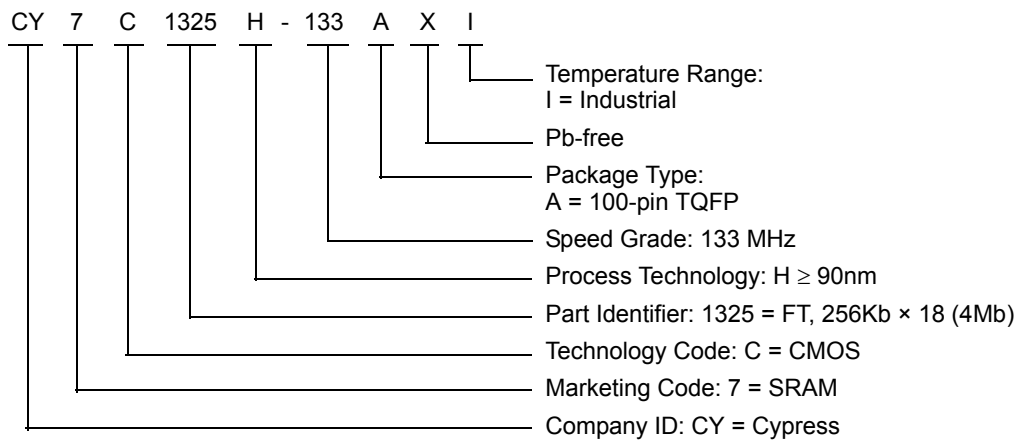 CY 7 C 1325 H - 133 A X I
Temperature Range:
I = Industrial
Pb-free
Package Type:
A = 100-pin TQFP
Speed Grade: 133 MHz
Process Technology: H ≥ 90nm
Part Identifier: 1325 = FT, 256Kb × 18 (4Mb)
Technology Code: C = CMOS
Marketing Code: 7 = SRAM
Company ID: CY = Cypress